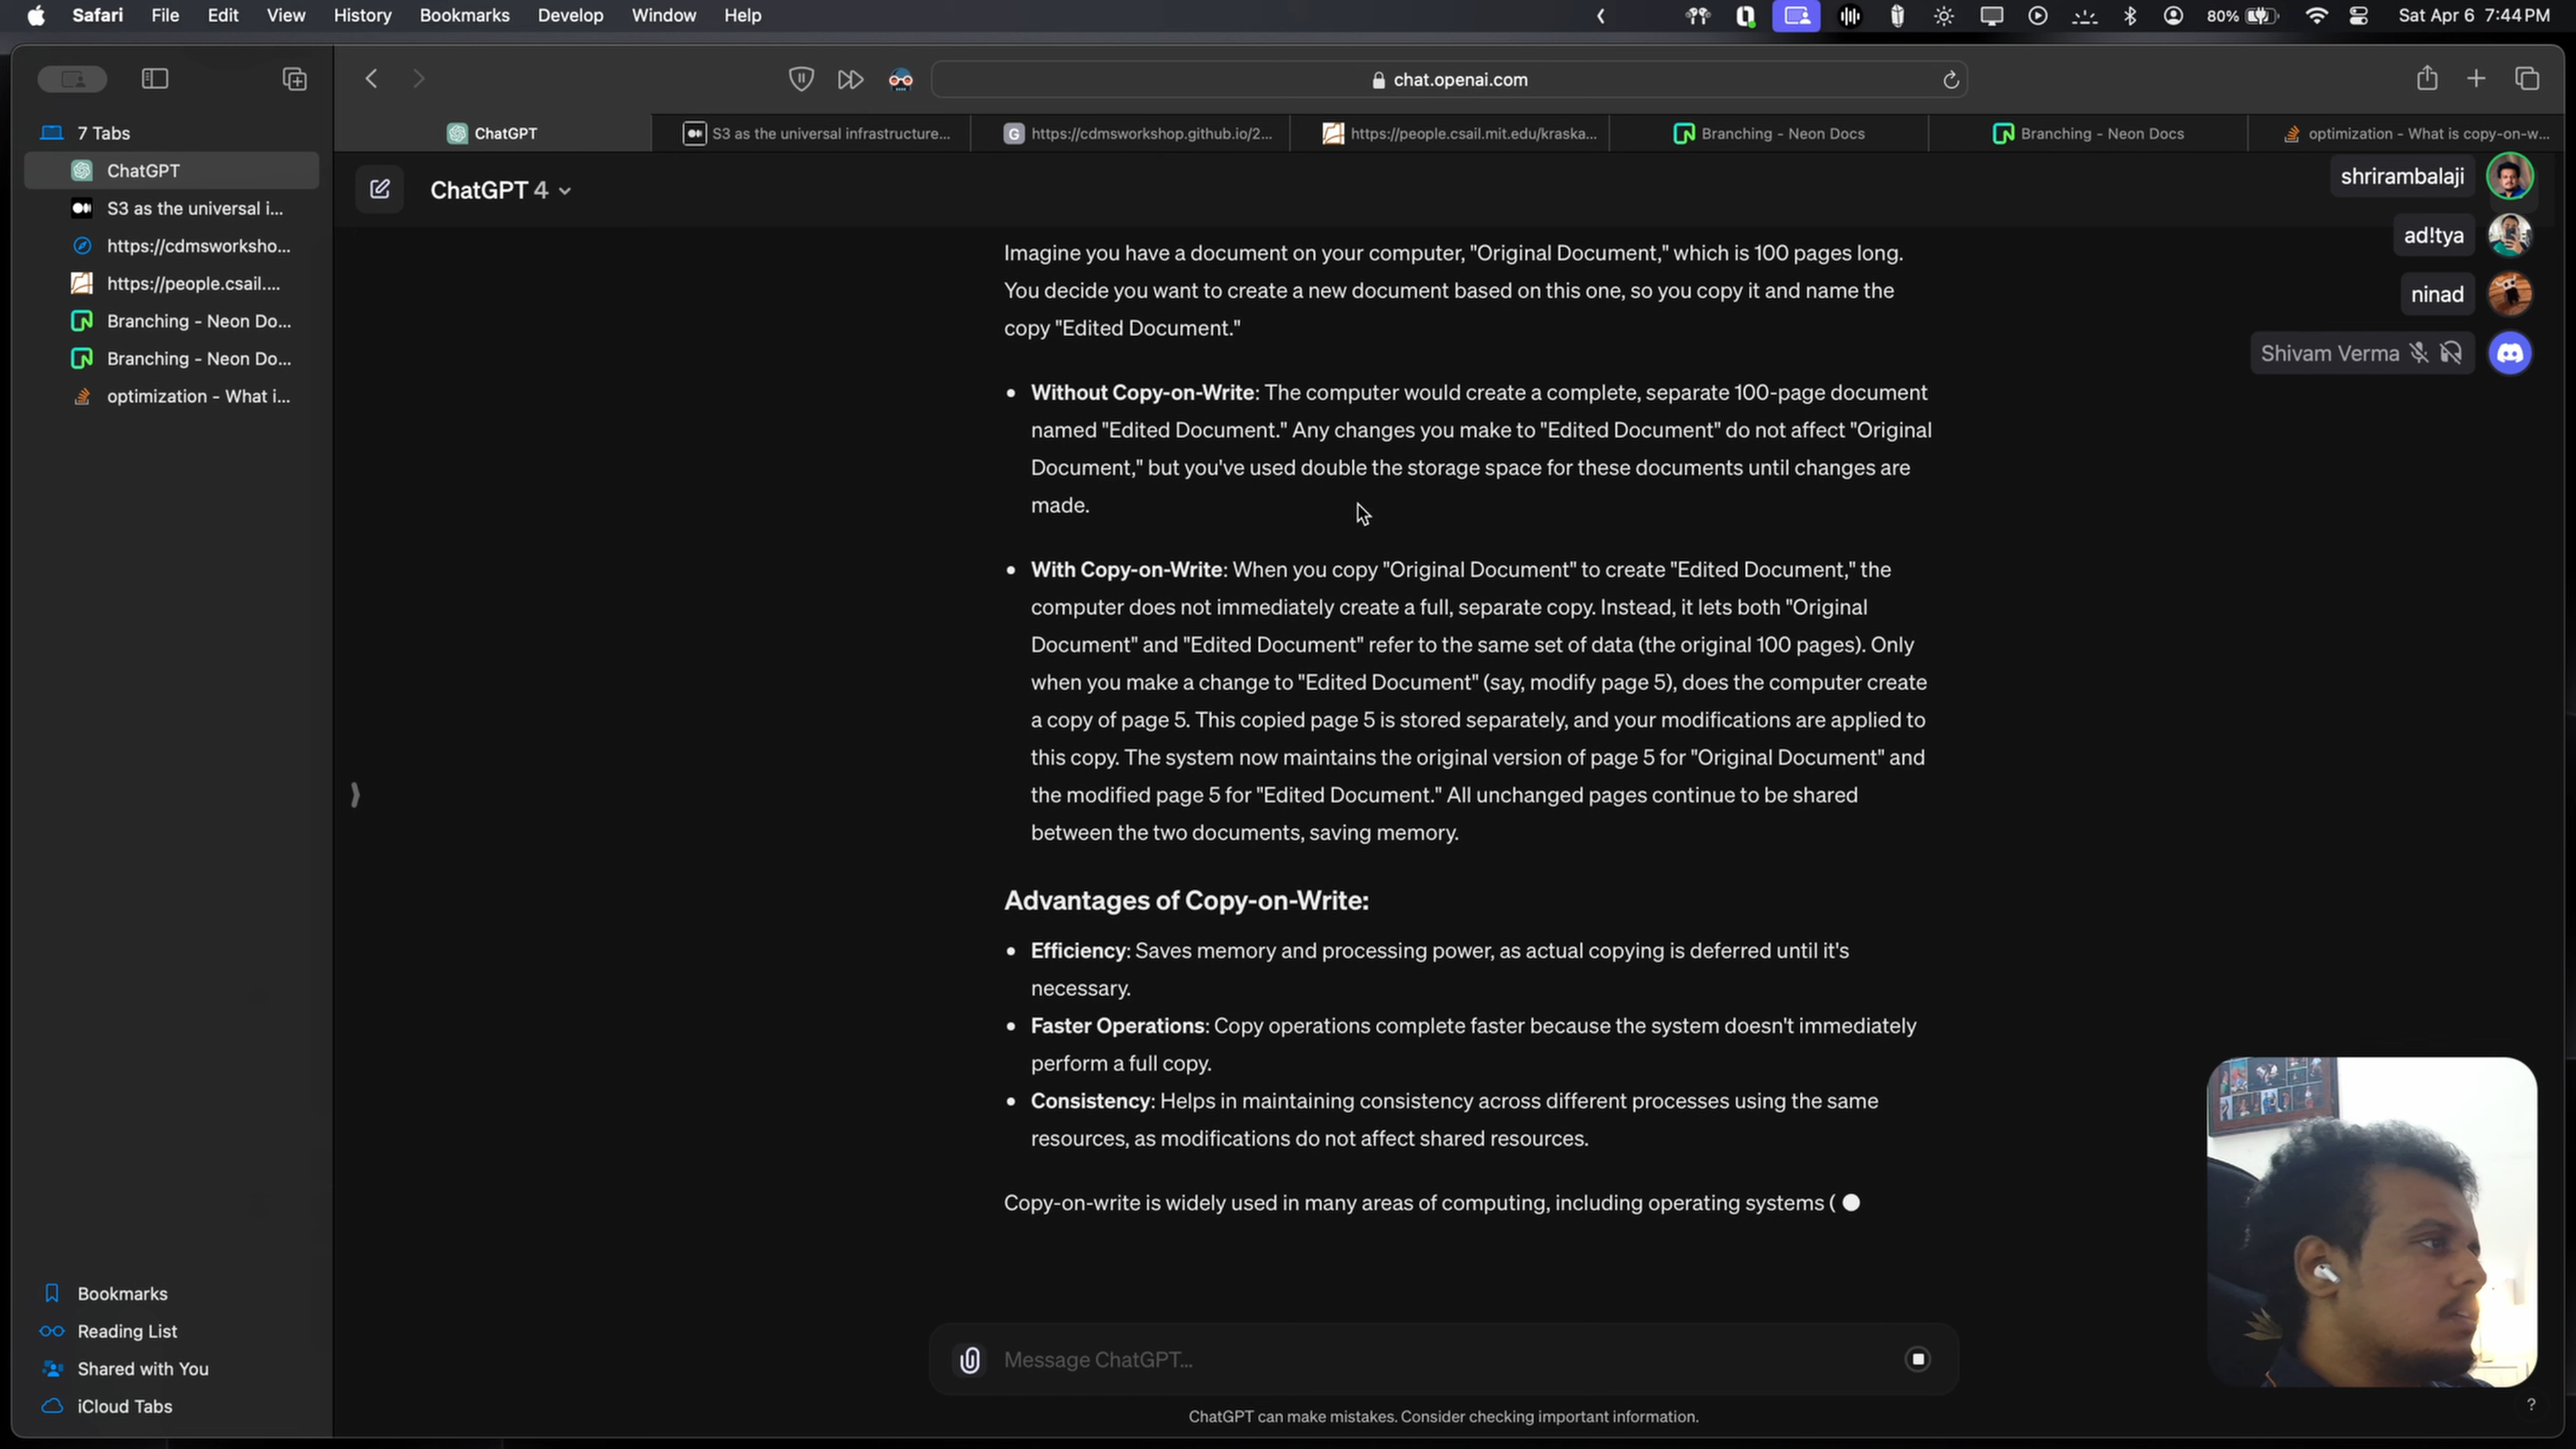 Safari File Edit View History Bookmarks Develop Window Help 80% Sat Apr 6 7:44 PM
chat.openai.com
7 Tabs
ChatGPT
S3 as the universal i...
https://cdmsworksho...
https://people.csail....
Branching - Neon Do...
Branching - Neon Do...
optimization - What i...
Bookmarks
Reading List
Shared with You
iCloud Tabs
ChatGPT S3 as the universal infrastructure... G https://cdmsworkshop.github.io/2... https://people.csail.mit.edu/kraska... Branching - Neon Docs Branching - Neon Docs optimization - What is copy-on-w...
ChatGPT 4
shrirambalaji
ad!tya
ninad
Shivam Verma
Imagine you have a document on your computer, "Original Document," which is 100 pages long.
You decide you want to create a new document based on this one, so you copy it and name the
copy "Edited Document."
• Without Copy-on-Write: The computer would create a complete, separate 100-page document
named "Edited Document." Any changes you make to "Edited Document" do not affect "Original
Document," but you've used double the storage space for these documents until changes are
made.
• With Copy-on-Write: When you copy "Original Document" to create "Edited Document," the
computer does not immediately create a full, separate copy. Instead, it lets both "Original
Document" and "Edited Document" refer to the same set of data (the original 100 pages). Only
when you make a change to "Edited Document" (say, modify page 5), does the computer create
a copy of page 5. This copied page 5 is stored separately, and your modifications are applied to
this copy. The system now maintains the original version of page 5 for "Original Document" and
the modified page 5 for "Edited Document." All unchanged pages continue to be shared
between the two documents, saving memory.
Advantages of Copy-on-Write:
• Efficiency: Saves memory and processing power, as actual copying is deferred until it's
necessary.
• Faster Operations: Copy operations complete faster because the system doesn't immediately
perform a full copy.
• Consistency: Helps in maintaining consistency across different processes using the same
resources, as modifications do not affect shared resources.
Copy-on-write is widely used in many areas of computing, including operating systems (
Message ChatGPT...
ChatGPT can make mistakes. Consider checking important information.
?